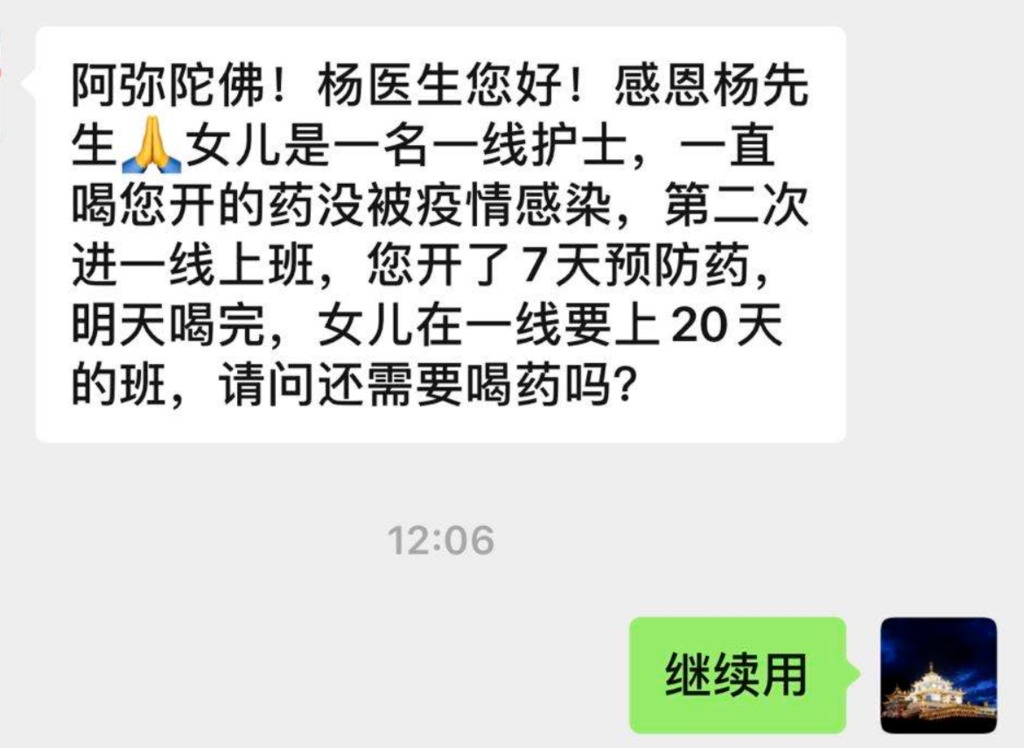 阿弥陀佛！杨医生您好！感恩杨先
生🙏女儿是一名一线护士，一直
喝您开的药没被疫情感染，第二次
进一线上班，您开了7天预防药，
明天喝完，女儿在一线要上20天
的班，请问还需要喝药吗？
12:06
继续用